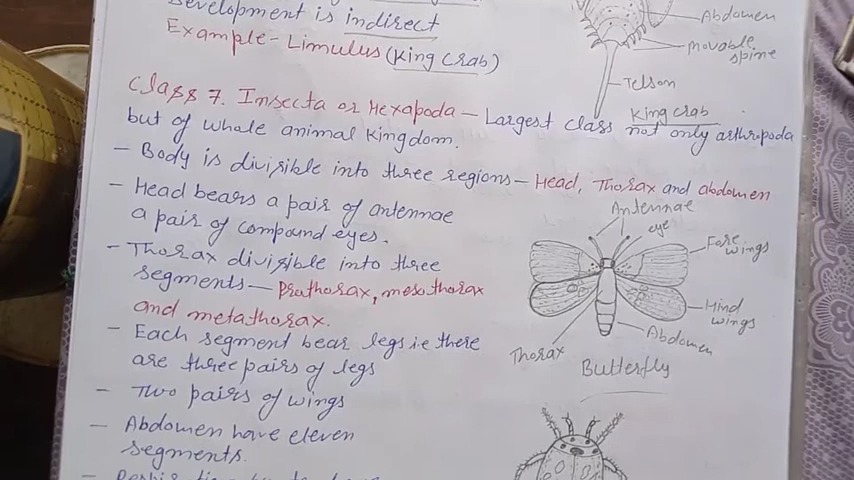 Development is indirect
Example- Limulus (King Crab)
Abdomen
Movable
spine
Telson
King crab
Class 7. Insecta or Hexapoda - Largest class not only arthropoda
but of whole animal Kingdom.
- Body is divisible into three regions- Head, Thorax and abdomen
- Head bears a pair of antennae
a pair of compound eyes.
- Thorax divisible into three
segments- Prothorax, mesothorax
and metathorax.
- Each segment bear legs i.e there
are three pairs of legs
- Two pairs of wings
- Abdomen have eleven
segments.
Antennae
eye
Fore
wings
Hind
wings
Abdomen
Thorax
Butterfly